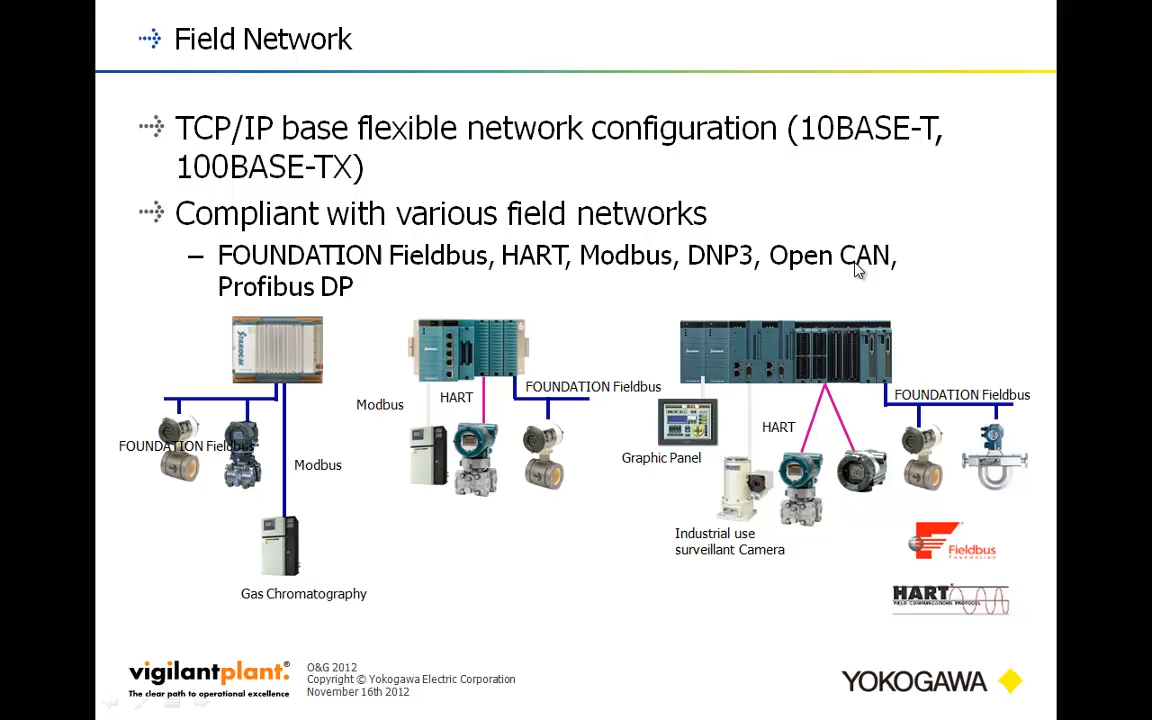 Field Network
TCP/IP base flexible network configuration (10BASE-T,
100BASE-TX)
Compliant with various field networks
– FOUNDATION Fieldbus, HART, Modbus, DNP3, Open CAN,
Profibus DP
FOUNDATION Fieldbus
Modbus
Gas Chromatography
Modbus
HART
FOUNDATION Fieldbus
Graphic Panel
HART
FOUNDATION Fieldbus
Industrial use
surveillant Camera
Fieldbus
Foundation
HART
FIELD COMMUNICATIONS PROTOCOL
vigilantplant.®
The clear path to operational excellence
O&G 2012
Copyright © Yokogawa Electric Corporation
November 16th 2012
YOKOGAWA